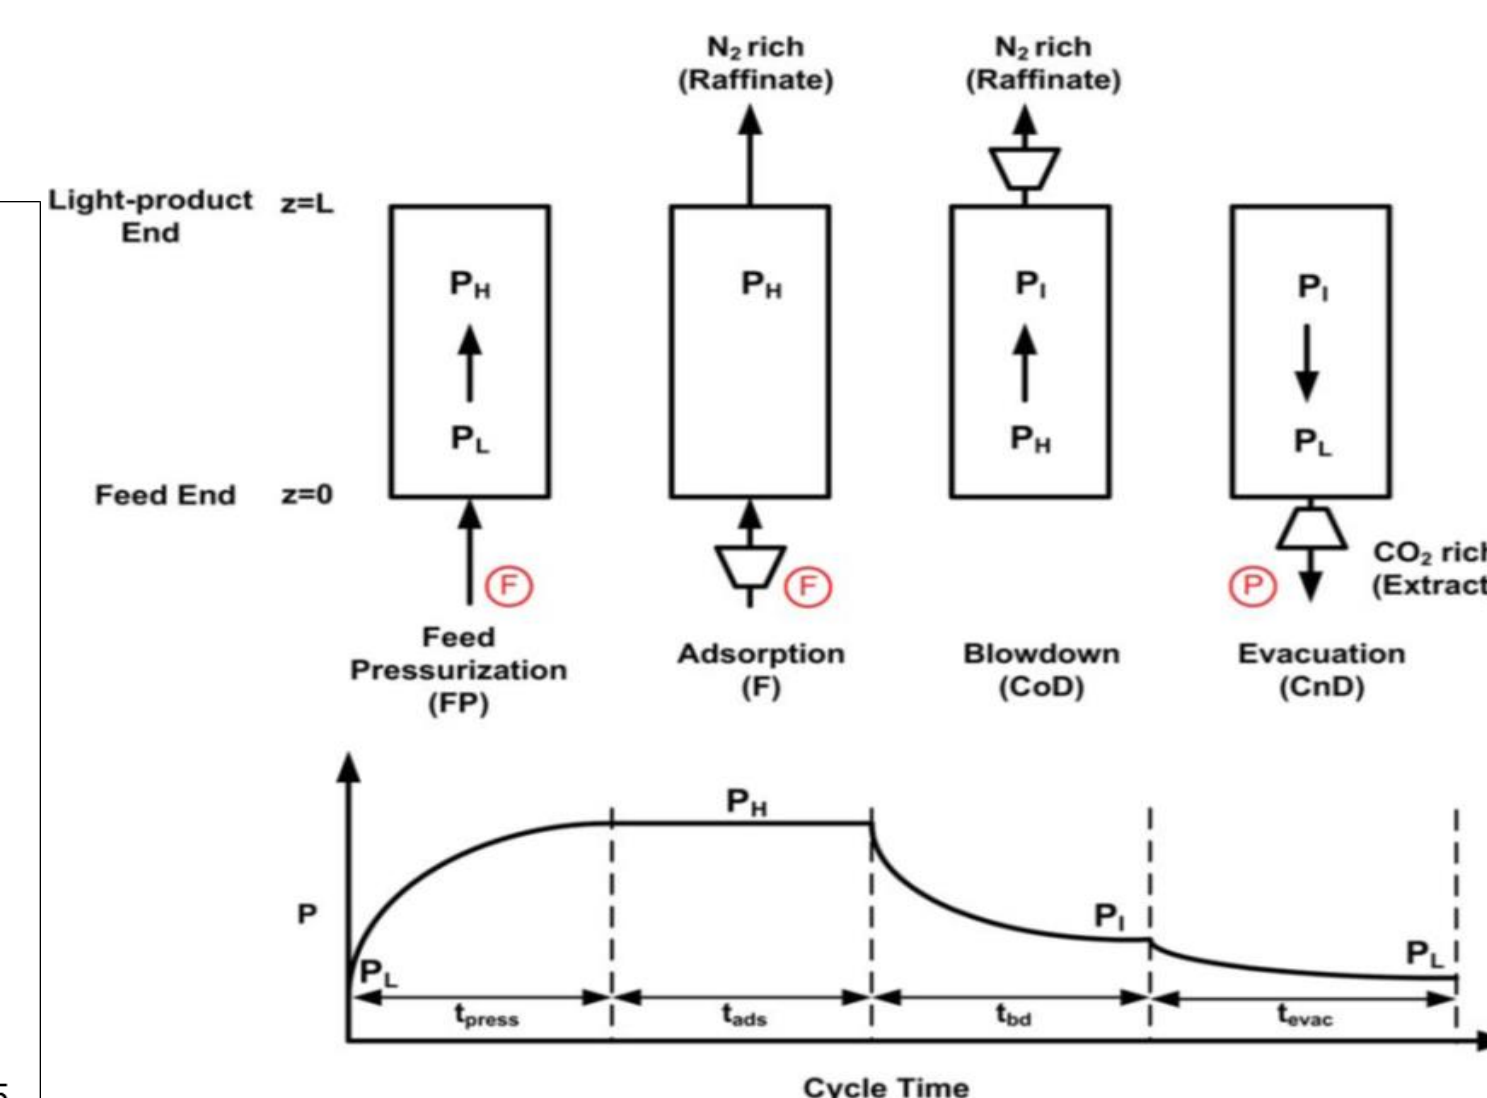 N₂ rich
(Raffinate)
N₂ rich
(Raffinate)
Light-product
End
z=L
P_H
P_H
P_I
P_I
P_L
P_H
P_L
Feed End
z=0
F
F
P
CO₂ rich
(Extract
Feed
Pressurization
(FP)
Adsorption
(F)
Blowdown
(CoD)
Evacuation
(CnD)
P_H
P
P_I
P_L
P_L
t_press
t_ads
t_bd
t_evac
Cycle Time